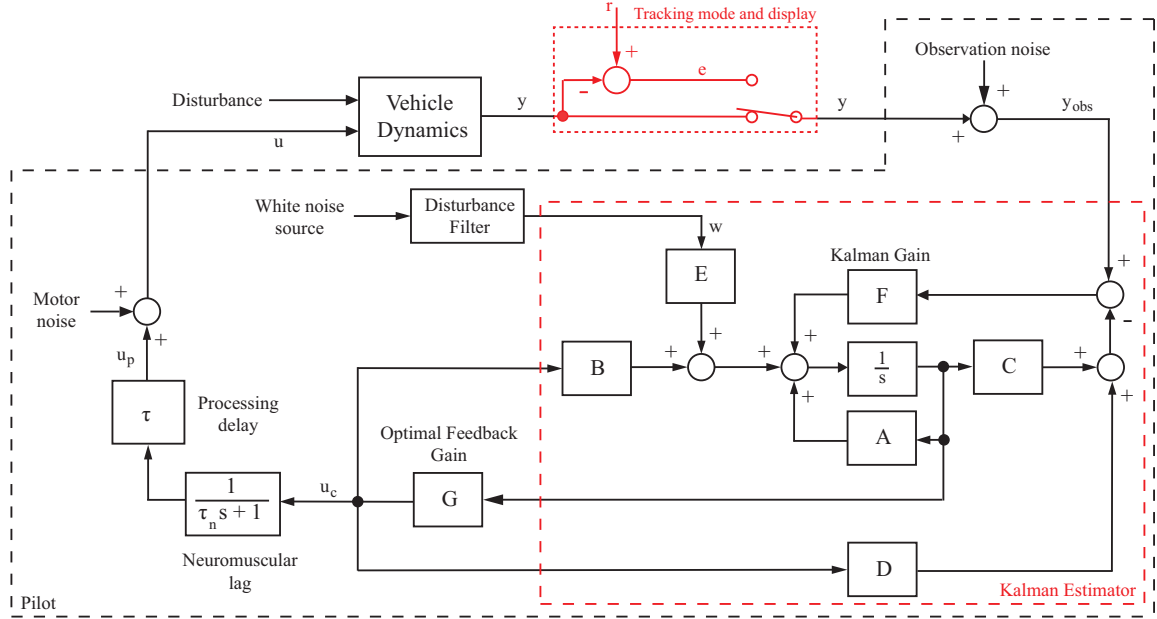 r
Tracking mode and display
+
e
-
Observation noise
+
Disturbance
Vehicle
Dynamics
y
y
+
y_obs
u
White noise
source
Disturbance
Filter
w
Kalman Gain
+
E
F
Motor
noise
+
+
+
+
-
u_p
B
+
+
+
1
s
C
+
+
+
τ
Processing
delay
A
Optimal Feedback
Gain
1
τ_n s + 1
u_c
G
Neuromuscular
lag
D
Pilot
Kalman Estimator